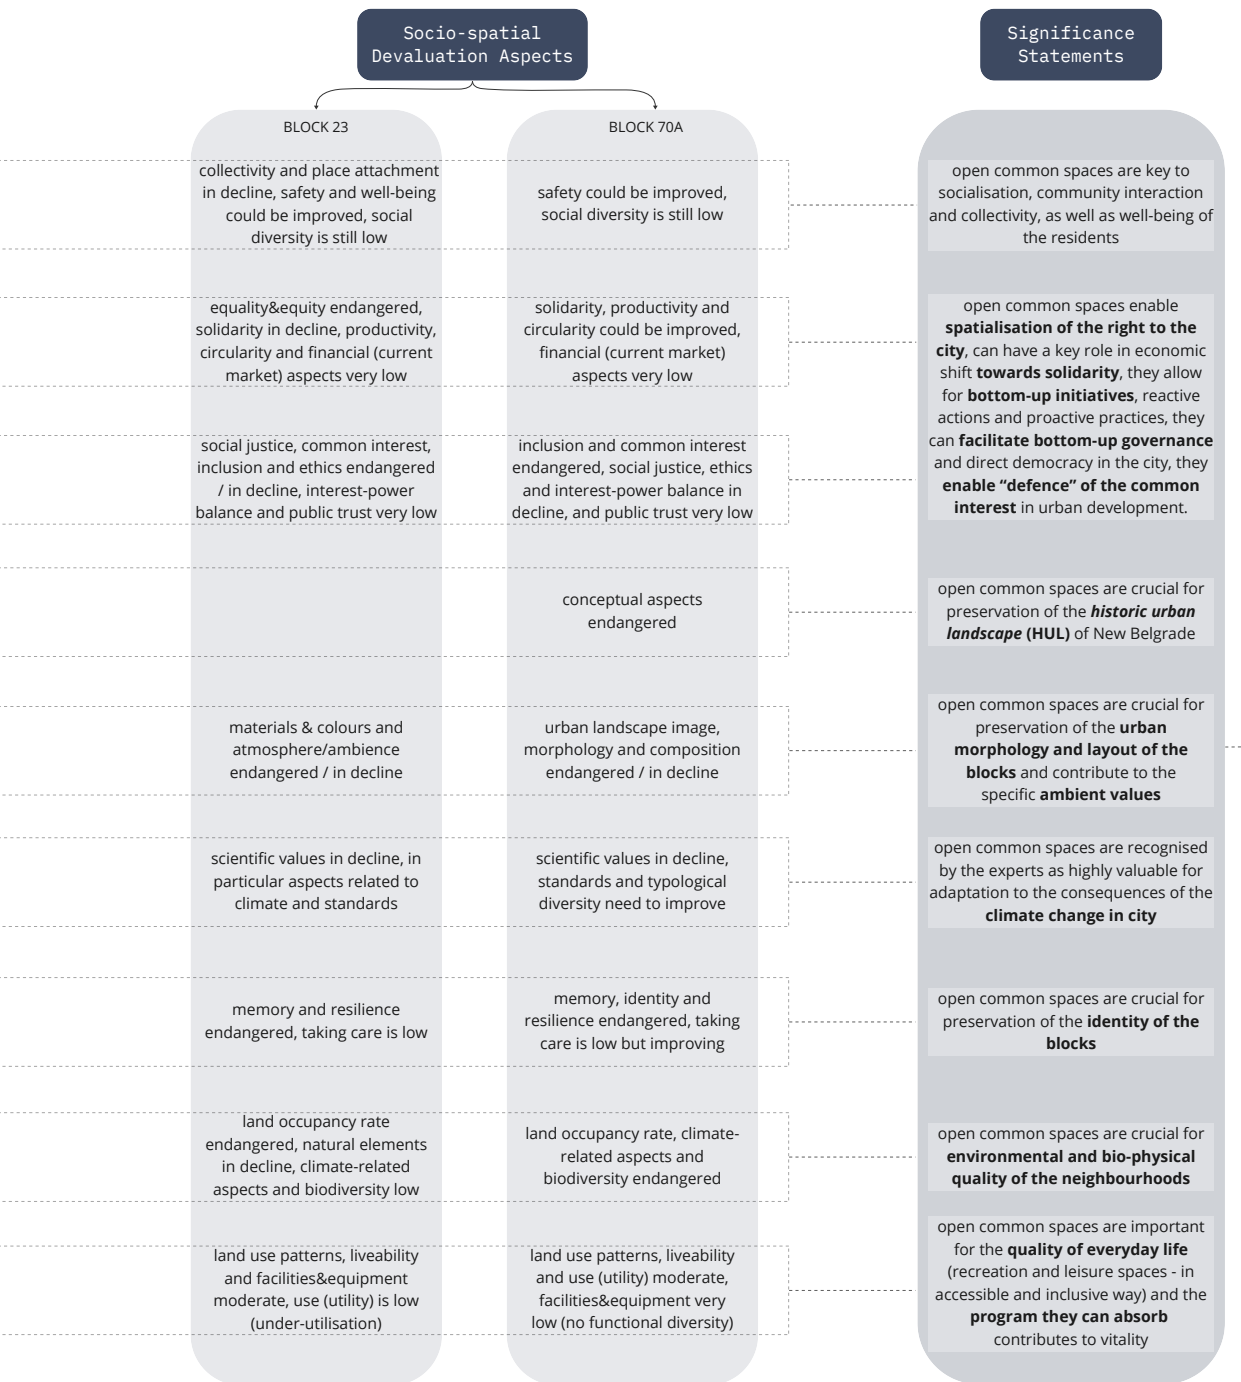 Socio-spatial
Devaluation Aspects
Significance
Statements
BLOCK 23
BLOCK 70A
collectivity and place attachment
in decline, safety and well-being
could be improved, social
diversity is still low
safety could be improved,
social diversity is still low
open common spaces are key to
socialisation, community interaction
and collectivity, as well as well-being of
the residents
equality&equity endangered,
solidarity in decline, productivity,
circularity and financial (current
market) aspects very low
solidarity, productivity and
circularity could be improved,
financial (current market)
aspects very low
open common spaces enable
spatialisation of the right to the
city, can have a key role in economic
shift towards solidarity, they allow
for bottom-up initiatives, reactive
actions and proactive practices, they
can facilitate bottom-up governance
and direct democracy in the city, they
enable “defence” of the common
interest in urban development.
social justice, common interest,
inclusion and ethics endangered
/ in decline, interest-power
balance and public trust very low
inclusion and common interest
endangered, social justice, ethics
and interest-power balance in
decline, and public trust very low
conceptual aspects
endangered
open common spaces are crucial for
preservation of the historic urban
landscape (HUL) of New Belgrade
materials & colours and
atmosphere/ambience
endangered / in decline
urban landscape image,
morphology and composition
endangered / in decline
open common spaces are crucial for
preservation of the urban
morphology and layout of the
blocks and contribute to the
specific ambient values
scientific values in decline, in
particular aspects related to
climate and standards
scientific values in decline,
standards and typological
diversity need to improve
open common spaces are recognised
by the experts as highly valuable for
adaptation to the consequences of the
climate change in city
memory and resilience
endangered, taking care is low
memory, identity and
resilience endangered, taking
care is low but improving
open common spaces are crucial for
preservation of the identity of the
blocks
land occupancy rate
endangered, natural elements
in decline, climate-related
aspects and biodiversity low
land occupancy rate, climate-
related aspects and
biodiversity endangered
open common spaces are crucial for
environmental and bio-physical
quality of the neighbourhoods
land use patterns, liveability
and facilities&equipment
moderate, use (utility) is low
(under-utilisation)
land use patterns, liveability
and use (utility) moderate,
facilities&equipment very
low (no functional diversity)
open common spaces are important
for the quality of everyday life
(recreation and leisure spaces - in
accessible and inclusive way) and the
program they can absorb
contributes to vitality